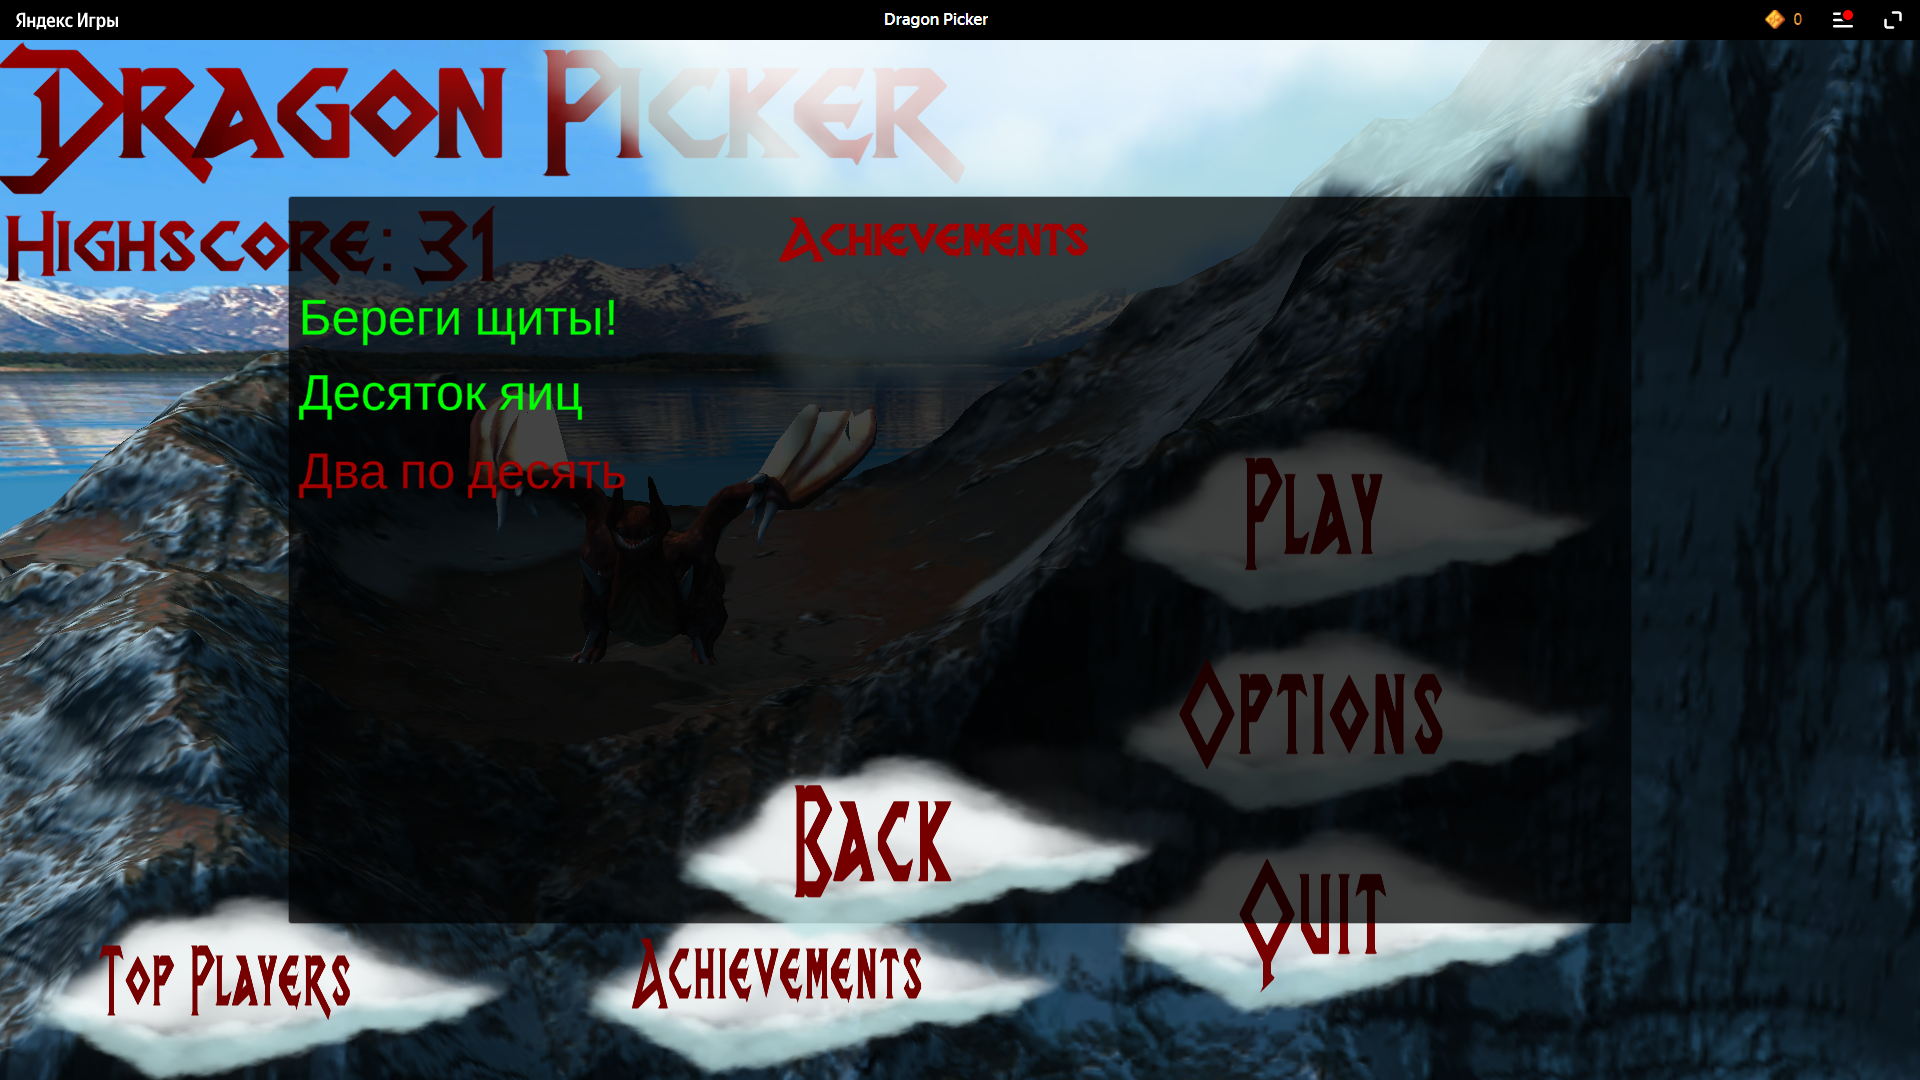 Яндекс Игры
Dragon Picker
0
Dragon Picker
Highscore: 31
Achievements
Береги щиты!
Десяток яиц
Два по десять
Play
Options
Back
Quit
Top Players
Achievements